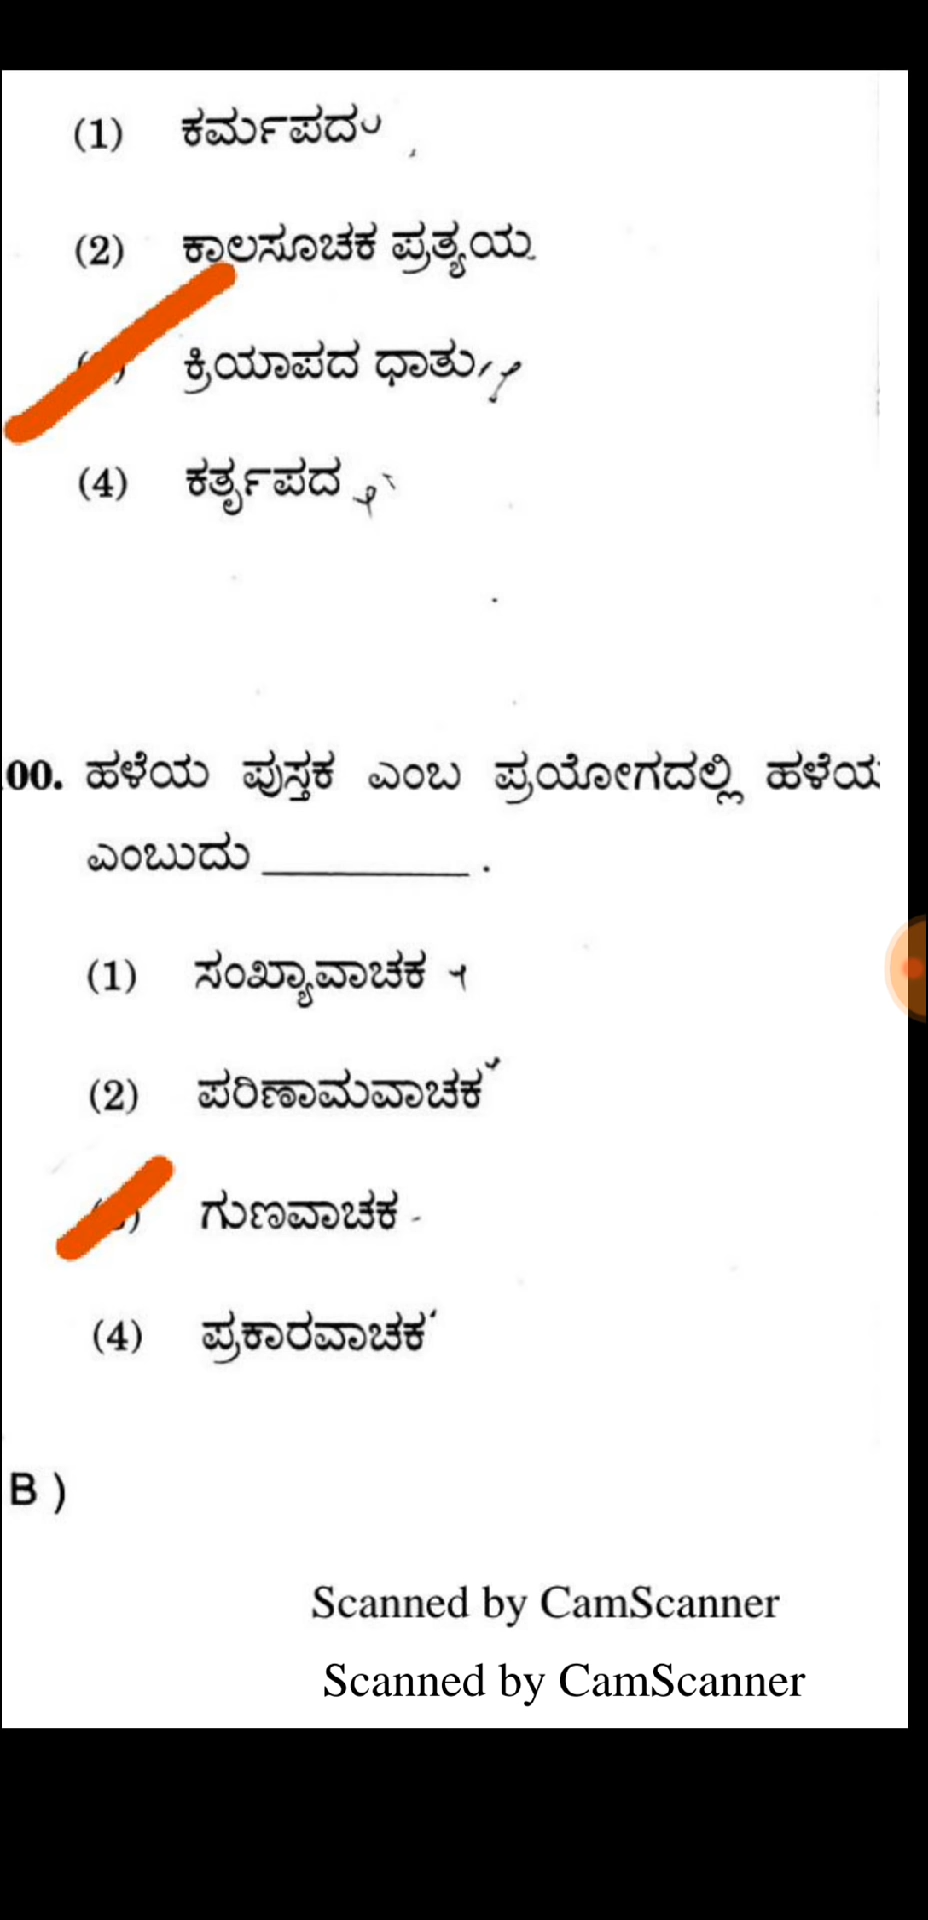 (1) ಕರ್ಮಪದ
(2) ಕಾಲಸೂಚಕ ಪ್ರತ್ಯಯ
ಕ್ರಿಯಾಪದ ಧಾತು
(4) ಕರ್ತೃಪದ
00. ಹಳೆಯ ಪುಸ್ತಕ ಎಂಬ ಪ್ರಯೋಗದಲ್ಲಿ ಹಳೆಯ
ಎಂಬುದು ________ .
(1) ಸಂಖ್ಯಾವಾಚಕ
(2) ಪರಿಣಾಮವಾಚಕ
ಗುಣವಾಚಕ
(4) ಪ್ರಕಾರವಾಚಕ
B )
Scanned by CamScanner
Scanned by CamScanner